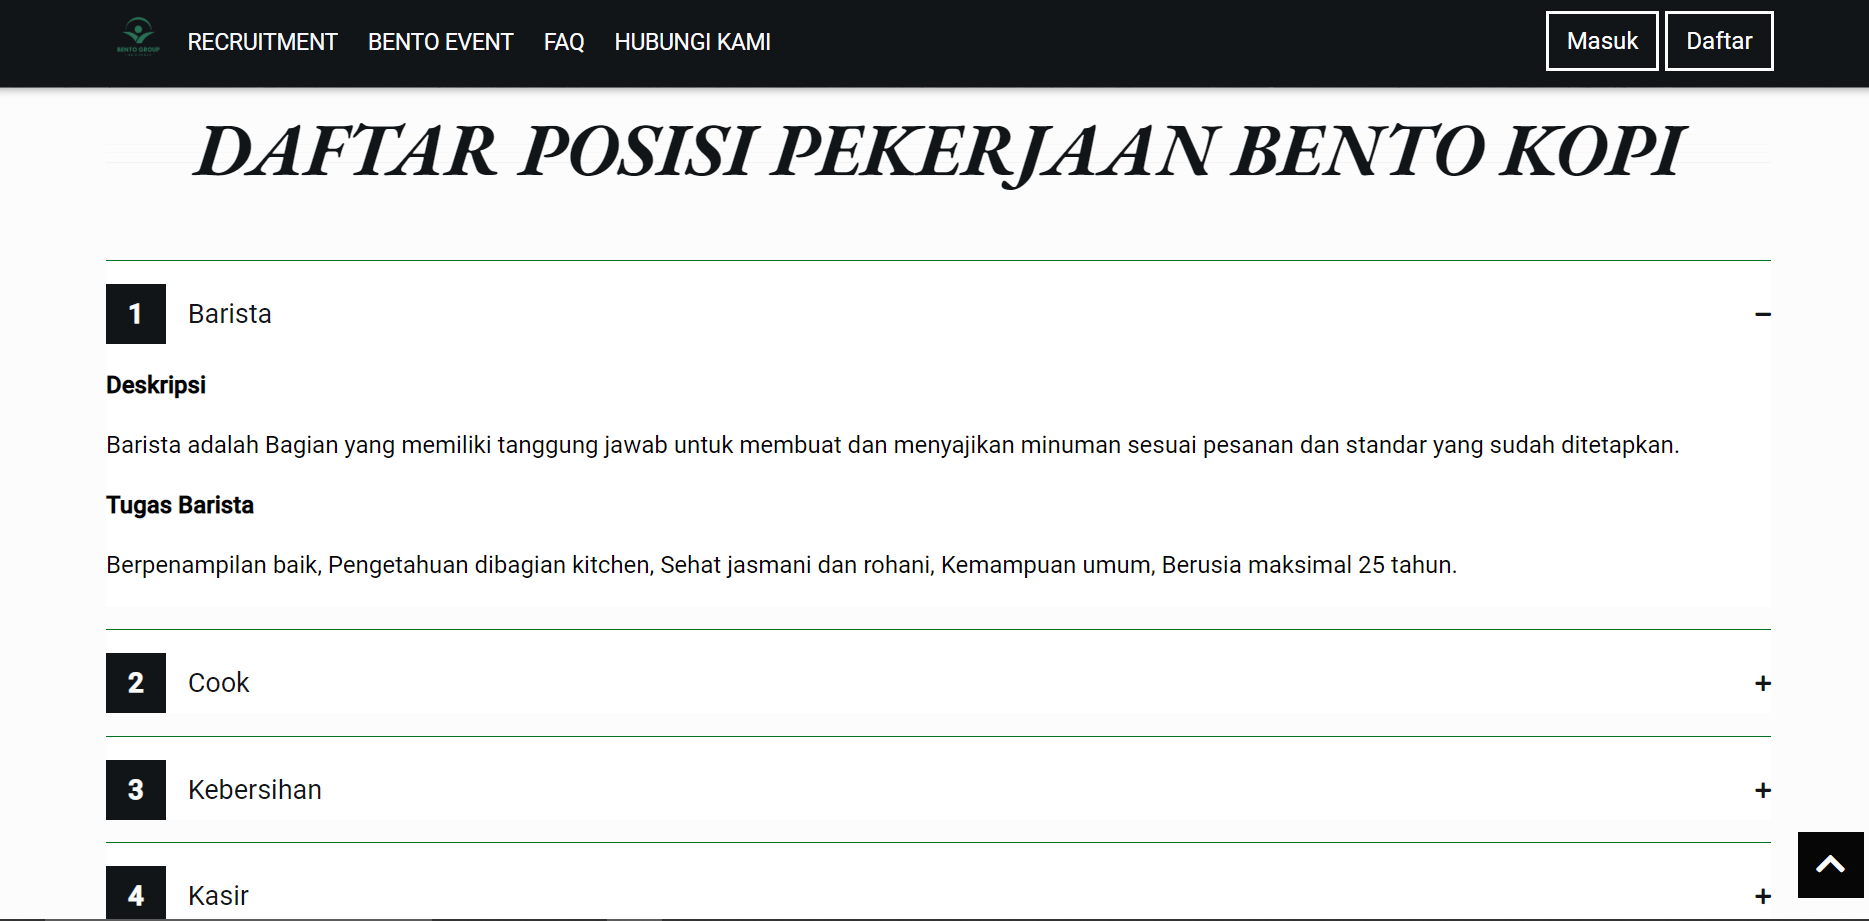 BENTO GROUP
RECRUITMENT BENTO EVENT FAQ HUBUNGI KAMI
Masuk Daftar
DAFTAR POSISI PEKERJAAN BENTO KOPI
1 Barista
Deskripsi
Barista adalah Bagian yang memiliki tanggung jawab untuk membuat dan menyajikan minuman sesuai pesanan dan standar yang sudah ditetapkan.
Tugas Barista
Berpenampilan baik, Pengetahuan dibagian kitchen, Sehat jasmani dan rohani, Kemampuan umum, Berusia maksimal 25 tahun.
2 Cook
3 Kebersihan
4 Kasir